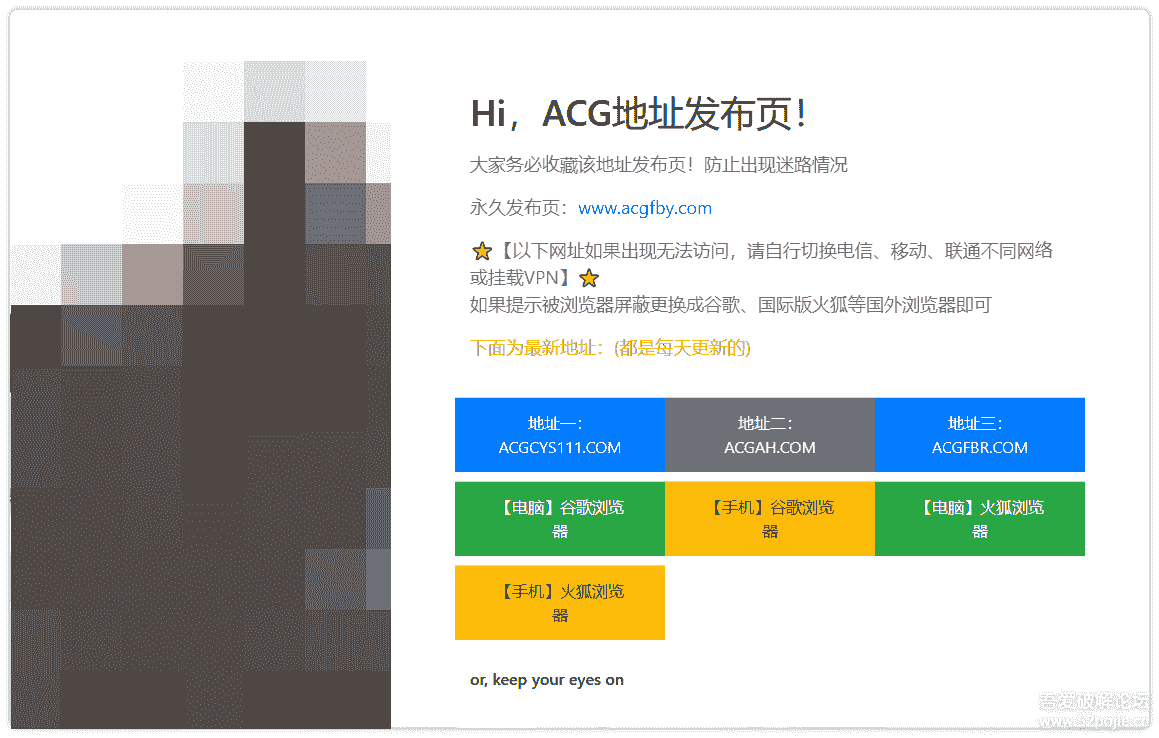 Hi，ACG地址发布页！
大家务必收藏该地址发布页！防止出现迷路情况
永久发布页：www.acgfby.com
【以下网址如果出现无法访问，请自行切换电信、移动、联通不同网络
或挂载VPN】
如果提示被浏览器屏蔽更换成谷歌、国际版火狐等国外浏览器即可
下面为最新地址：(都是每天更新的)
地址一：
ACGCYS111.COM
地址二：
ACGAH.COM
地址三：
ACGFBR.COM
【电脑】谷歌浏览
器
【手机】谷歌浏览
器
【电脑】火狐浏览
器
【手机】火狐浏览
器
or, keep your eyes on
吾爱破解论坛
www.52pojie.cn